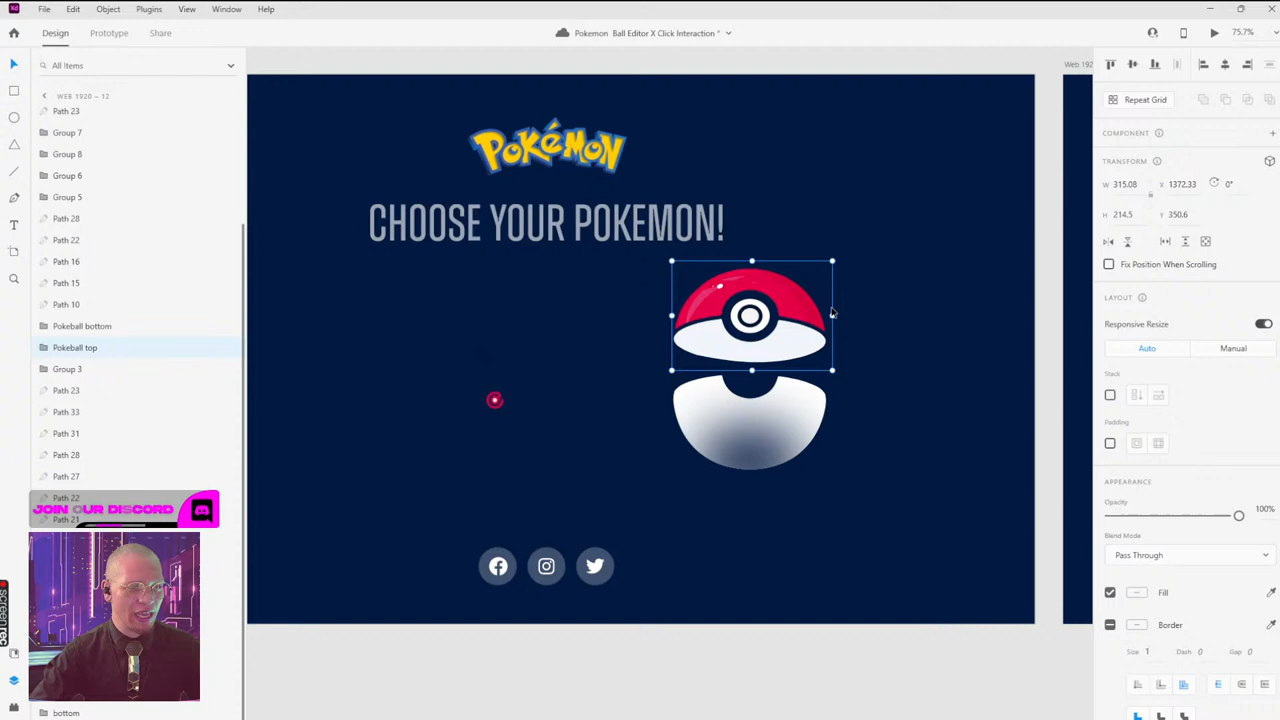 Xd File Edit Object Plugins View Window Help
Design Prototype Share
Pokemon Ball Editor X Click Interaction *
75.7%
All Items
WEB 1920 – 12
Path 23
Group 7
Group 8
Group 6
Group 5
Path 28
Path 22
Path 16
Path 15
Path 10
Pokeball bottom
Pokeball top
Group 3
Path 23
Path 33
Path 31
Path 28
Path 27
Path 22
Path 21
JOIN OUR DISCORD
bottom
Web 192
POKéMON
CHOOSE YOUR POKEMON!
Repeat Grid
COMPONENT
TRANSFORM
W 315.08 X 1372.33 0°
H 214.5 Y 350.6
Fix Position When Scrolling
LAYOUT
Responsive Resize
Auto Manual
Stack
Padding
APPEARANCE
Opacity
100%
Blend Mode
Pass Through
Fill
Border
Size 1 Dash 0 Gap 0